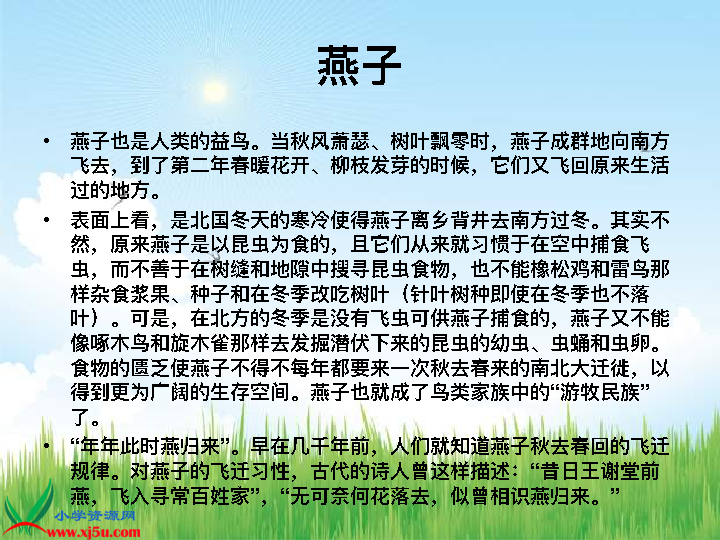 燕子
• 燕子也是人类的益鸟。当秋风萧瑟、树叶飘零时，燕子成群地向南方
飞去，到了第二年春暖花开、柳枝发芽的时候，它们又飞回原来生活
过的地方。
• 表面上看，是北国冬天的寒冷使得燕子离乡背井去南方过冬。其实不
然，原来燕子是以昆虫为食的，且它们从来就习惯于在空中捕食飞
虫，而不善于在树缝和地隙中搜寻昆虫食物，也不能橡松鸡和雷鸟那
样杂食浆果、种子和在冬季改吃树叶（针叶树种即使在冬季也不落
叶）。可是，在北方的冬季是没有飞虫可供燕子捕食的，燕子又不能
像啄木鸟和旋木雀那样去发掘潜伏下来的昆虫的幼虫、虫蛹和虫卵。
食物的匮乏使燕子不得不每年都要来一次秋去春来的南北大迁徙，以
得到更为广阔的生存空间。燕子也就成了鸟类家族中的“游牧民族”
了。
• “年年此时燕归来”。早在几千年前，人们就知道燕子秋去春回的飞迁
规律。对燕子的飞迁习性，古代的诗人曾这样描述：“昔日王谢堂前
燕，飞入寻常百姓家”，“无可奈何花落去，似曾相识燕归来。”
小学资源网
www.xj5u.com